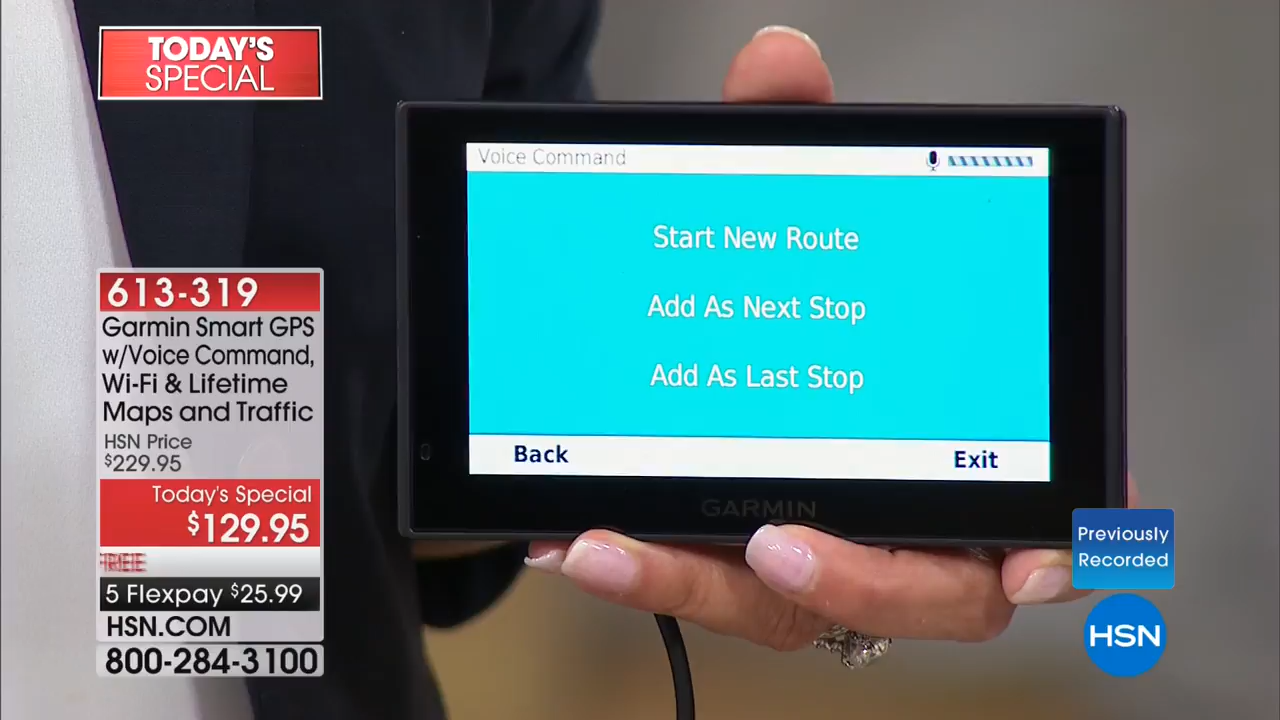 TODAY'S
SPECIAL
613-319
Garmin Smart GPS
w/Voice Command,
Wi-Fi & Lifetime
Maps and Traffic
HSN Price
$229.95
Today's Special
$129.95
FREE
5 Flexpay $25.99
HSN.COM
800-284-3100
Voice Command
Start New Route
Add As Next Stop
Add As Last Stop
Back
Exit
GARMIN
Previously
Recorded
HSN